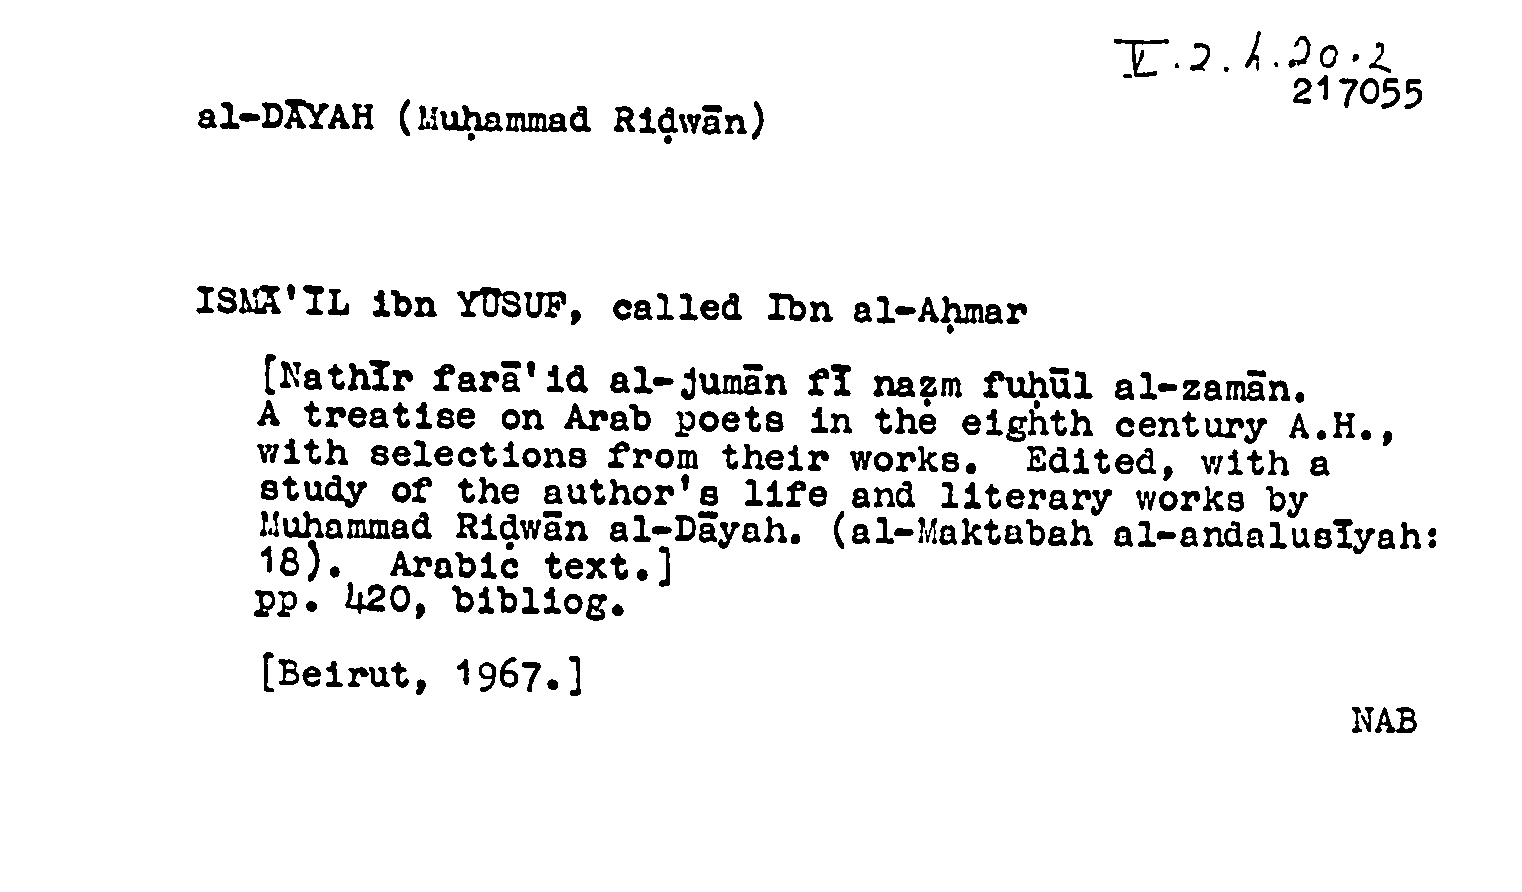 V.2.h.20.2
217055
al-DĀYAH (Muḥammad Riḍwān)
ISMĀ'ĪL ibn YŪSUF, called Ibn al-Aḥmar
[Nathīr farā'id al-jumān fī naẓm fuḥūl al-zamān.
A treatise on Arab poets in the eighth century A.H.,
with selections from their works. Edited, with a
study of the author's life and literary works by
Muḥammad Riḍwān al-Dāyah. (al-Maktabah al-andalusīyah:
18). Arabic text.]
pp. 420, bibliog.
[Beirut, 1967.]
NAB